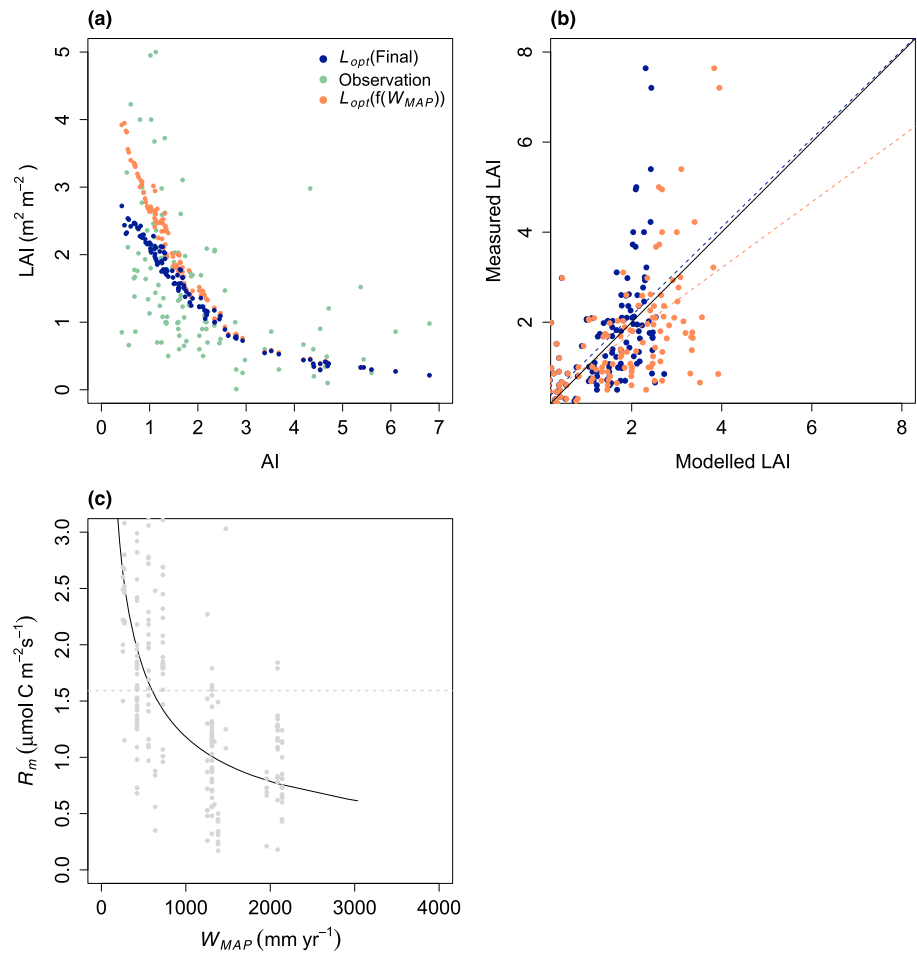 (a)
L_opt(Final)
Observation
L_opt(f(W_MAP))
5
4
3
2
1
0
LAI (m² m⁻²)
0 1 2 3 4 5 6 7
AI
(b)
8
6
4
2
Measured LAI
2 4 6 8
Modelled LAI
(c)
3.0
2.5
2.0
1.5
1.0
0.5
0.0
R_m (μmol C m⁻²s⁻¹)
0 1000 2000 3000 4000
W_MAP (mm yr⁻¹)